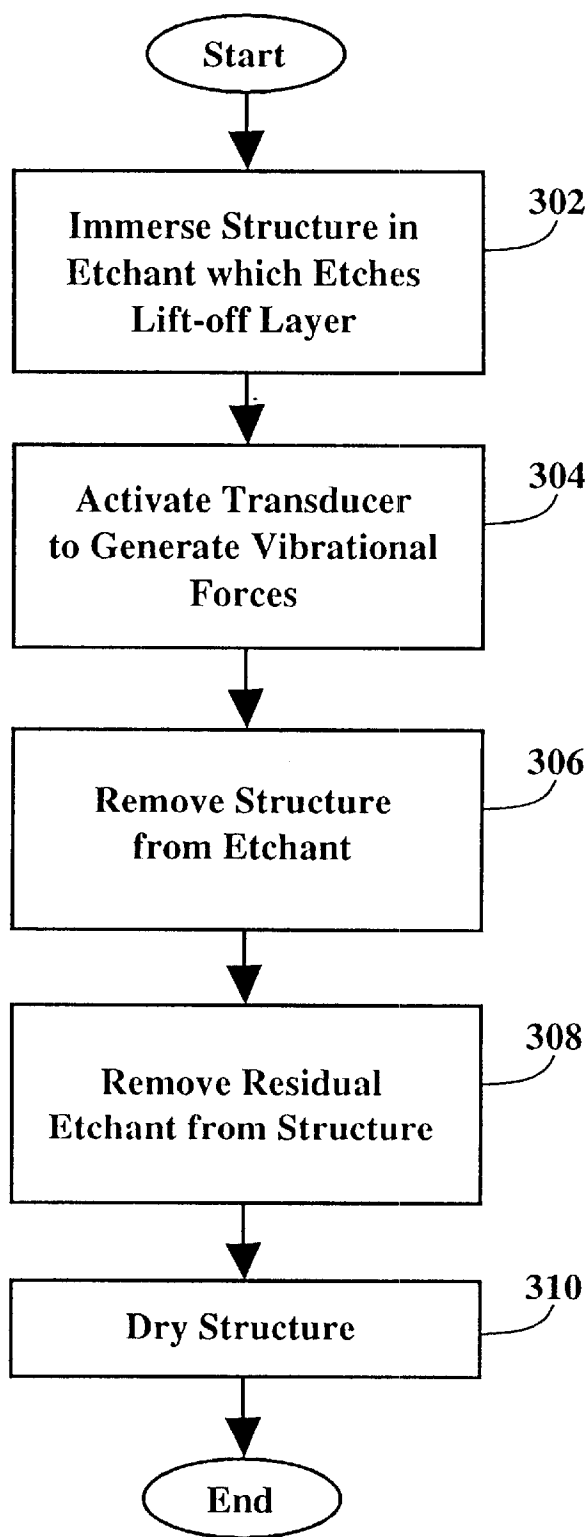 Start
302
Immerse Structure in
Etchant which Etches
Lift-off Layer
304
Activate Transducer
to Generate Vibrational
Forces
306
Remove Structure
from Etchant
308
Remove Residual
Etchant from Structure
310
Dry Structure
End